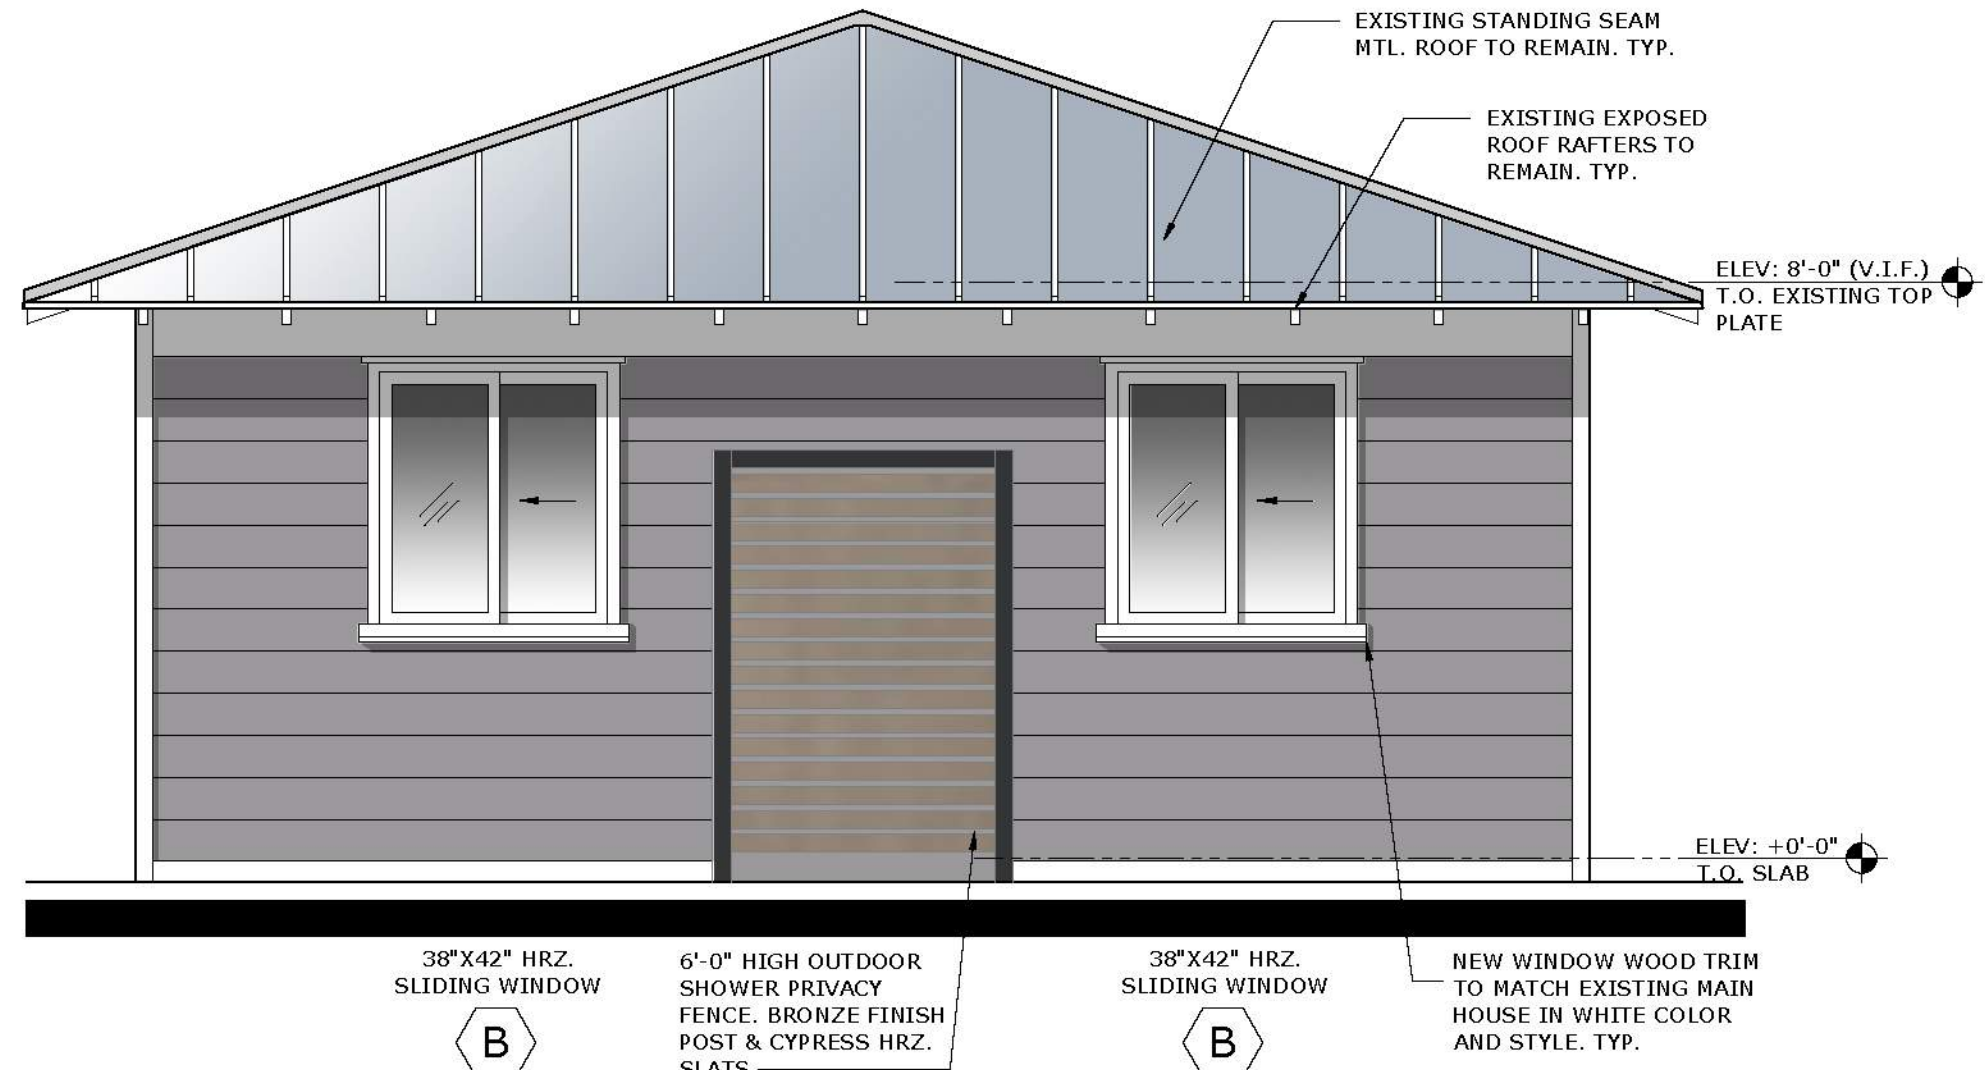 EXISTING STANDING SEAM
MTL. ROOF TO REMAIN. TYP.
EXISTING EXPOSED
ROOF RAFTERS TO
REMAIN. TYP.
ELEV: 8'-0" (V.I.F.)
T.O. EXISTING TOP
PLATE
ELEV: +0'-0"
T.O. SLAB
38"X42" HRZ.
SLIDING WINDOW
B
6'-0" HIGH OUTDOOR
SHOWER PRIVACY
FENCE. BRONZE FINISH
POST & CYPRESS HRZ.
SLATS
38"X42" HRZ.
SLIDING WINDOW
B
NEW WINDOW WOOD TRIM
TO MATCH EXISTING MAIN
HOUSE IN WHITE COLOR
AND STYLE. TYP.